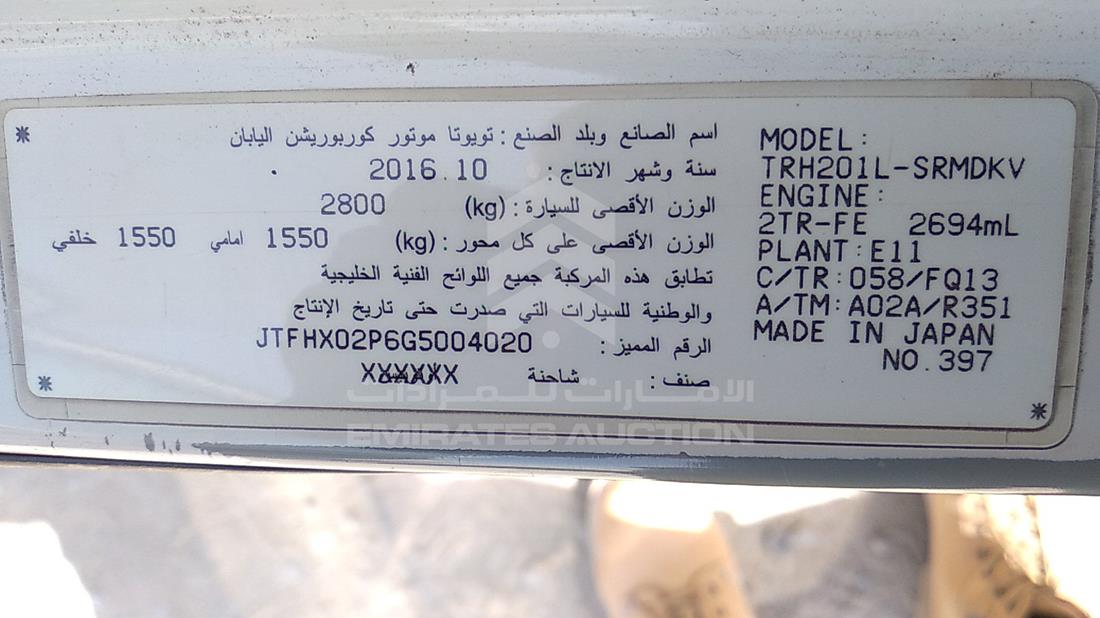 اسم الصانع وبلد الصنع : تويوتا موتور كوربوريشن اليابان
سنة وشهر الانتاج : 2016.10
الوزن الأقصى للسيارة : (kg) 2800
الوزن الأقصى على كل محور : (kg) 1550 امامي 1550 خلفي
تطابق هذه المركبة جميع اللوائح الفنية الخليجية
والوطنية للسيارات التي صدرت حتى تاريخ الإنتاج
الرقم المميز : JTFHX02P6G5004020
صنف : شاحنة XXXXXX
MODEL:
TRH201L-SRMDKV
ENGINE:
2TR-FE 2694mL
PLANT:E11
C/TR:058/FQ13
A/TM:A02A/R351
MADE IN JAPAN
NO.397
الامارات للمزادات
EMIRATES AUCTION